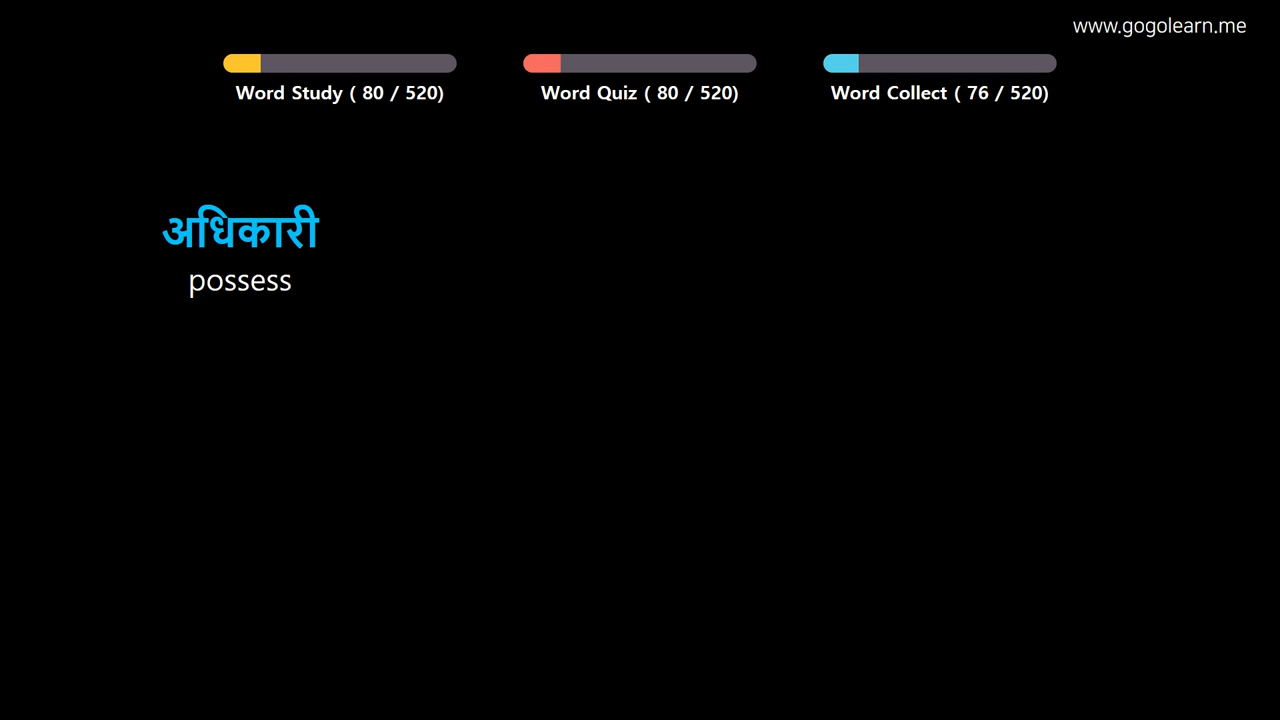 www.gogolearn.me
Word Study ( 80 / 520)
Word Quiz ( 80 / 520)
Word Collect ( 76 / 520)
अधिकारी
possess